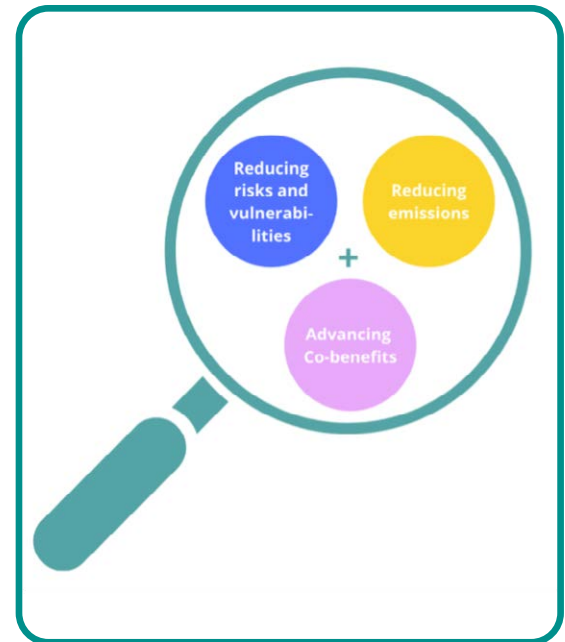 Reducing
risks and
vulnerabi-
lities
Reducing
emissions
+
Advancing
Co-benefits